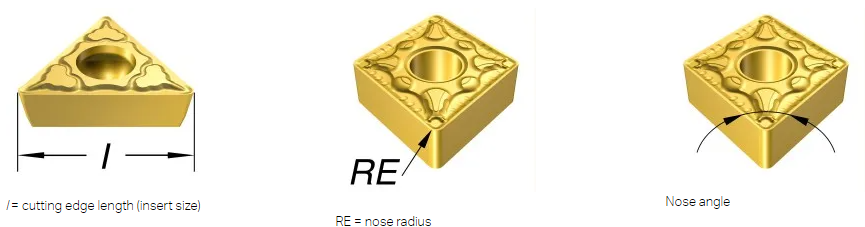 l
RE
l = cutting edge length (insert size)
RE = nose radius
Nose angle